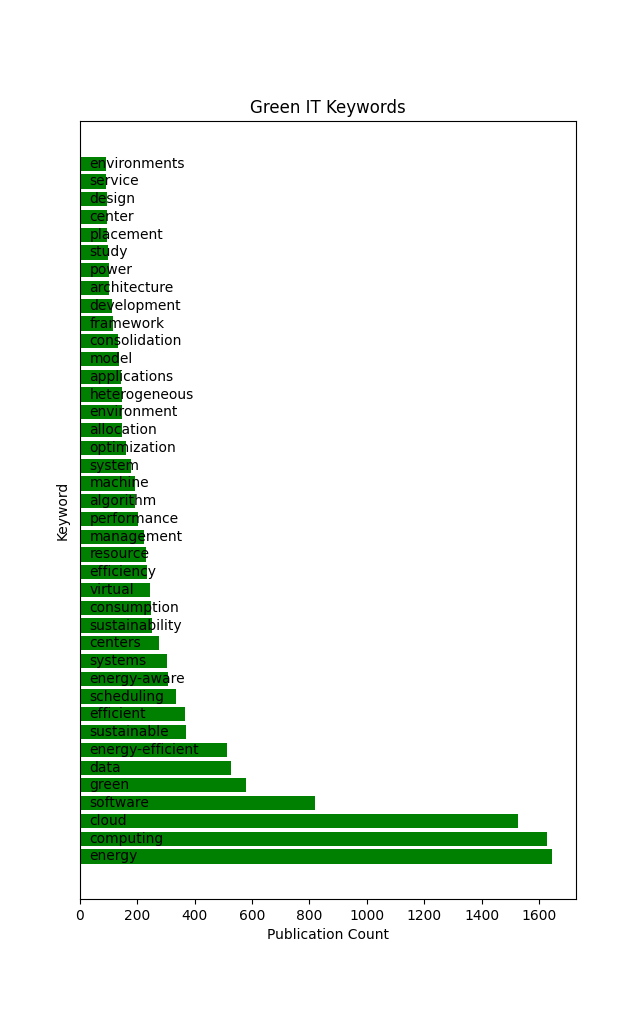 Green IT Keywords
environments
service
design
center
placement
study
power
architecture
development
framework
consolidation
model
applications
heterogeneous
environment
allocation
optimization
system
machine
algorithm
performance
management
resource
efficiency
virtual
consumption
sustainability
centers
systems
energy-aware
scheduling
efficient
sustainable
energy-efficient
data
green
software
cloud
computing
energy
Keyword
0 200 400 600 800 1000 1200 1400 1600
Publication Count